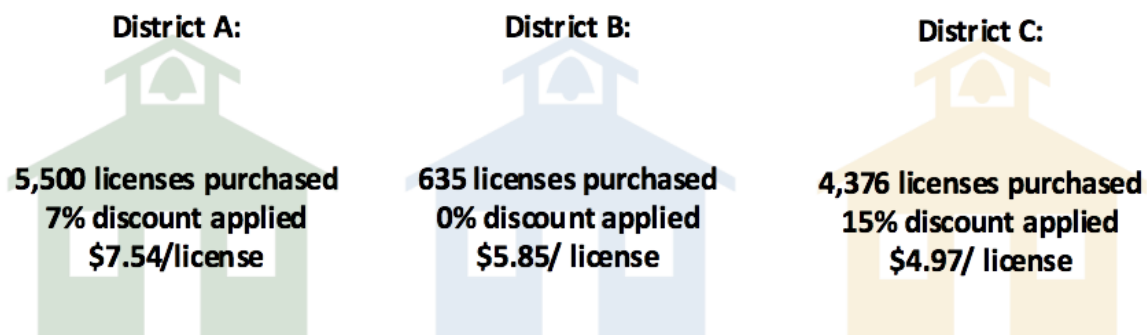 District A:
5,500 licenses purchased
7% discount applied
$7.54/license
District B:
635 licenses purchased
0% discount applied
$5.85/ license
District C:
4,376 licenses purchased
15% discount applied
$4.97/ license